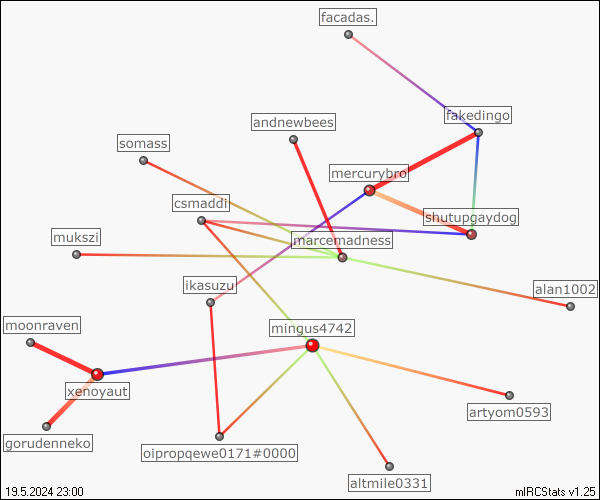 facadas.
fakedingo
andnewbees
somass
mercurybro
csmaddi
shutupgaydog
mukszi
marcemadness
ikasuzu
alan1002
moonraven
mingus4742
xenoyaut
artyom0593
gorudenneko
oipropqewe0171#0000
altmile0331
19.5.2024 23:00
mIRCStats v1.25